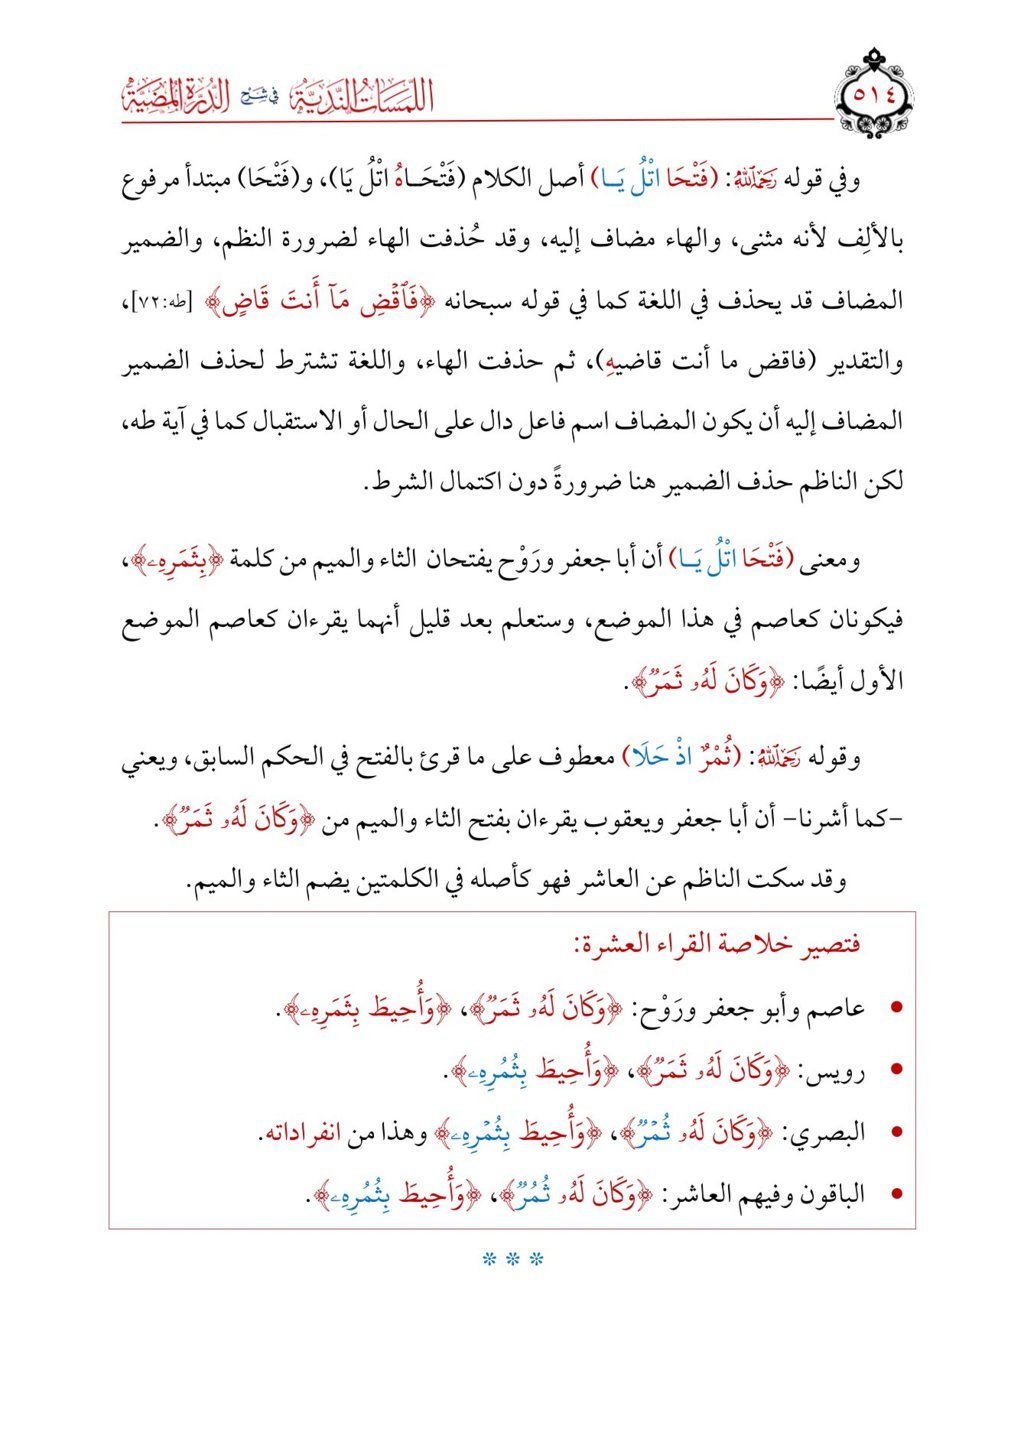 ٥١٤
اللمسات الندية في شرح الدرة المضية
وفي قوله رَحِمَهُ اللَّهُ: (فَتْحَا اتْلُ يَـا) أصل الكلام (فَتْحَـاهُ اتْلُ يَا)، و(فَتْحَا) مبتدأ مرفوع
بالألِف لأنه مثنى، والهاء مضاف إليه، وقد حُذفت الهاء لضرورة النظم، والضمير
المضاف قد يحذف في اللغة كما في قوله سبحانه ﴿فَٱقۡضِ مَآ أَنتَ قَاضٍ﴾ [طه:٧٢]،
والتقدير (فاقض ما أنت قاضيهِ)، ثم حذفت الهاء، واللغة تشترط لحذف الضمير
المضاف إليه أن يكون المضاف اسم فاعل دال على الحال أو الاستقبال كما في آية طه،
لكن الناظم حذف الضمير هنا ضرورةً دون اكتمال الشرط.
ومعنى (فَتْحَا اتْلُ يَـا) أن أبا جعفر ورَوْح يفتحان الثاء والميم من كلمة ﴿بِثَمَرِهِۦ﴾،
فيكونان كعاصم في هذا الموضع، وستعلم بعد قليل أنهما يقرءان كعاصم الموضع
الأول أيضًا: ﴿وَكَانَ لَهُۥ ثَمَرٞ﴾.
وقوله رَحِمَهُ اللَّهُ: (ثُمْرٌ اذْ حَلَا) معطوف على ما قرئ بالفتح في الحكم السابق، ويعني
-كما أشرنا- أن أبا جعفر ويعقوب يقرءان بفتح الثاء والميم من ﴿وَكَانَ لَهُۥ ثَمَرٞ﴾.
وقد سكت الناظم عن العاشر فهو كأصله في الكلمتين يضم الثاء والميم.
فتصير خلاصة القراء العشرة:
• عاصم وأبو جعفر ورَوْح: ﴿وَكَانَ لَهُۥ ثَمَرٞ﴾، ﴿وَأُحِيطَ بِثَمَرِهِۦ﴾.
• رويس: ﴿وَكَانَ لَهُۥ ثَمَرٞ﴾، ﴿وَأُحِيطَ بِثُمُرِهِۦ﴾.
• البصري: ﴿وَكَانَ لَهُۥ ثُمۡرٞ﴾، ﴿وَأُحِيطَ بِثُمۡرِهِۦ﴾ وهذا من انفراداته.
• الباقون وفيهم العاشر: ﴿وَكَانَ لَهُۥ ثُمُرٞ﴾، ﴿وَأُحِيطَ بِثُمُرِهِۦ﴾.
* * *